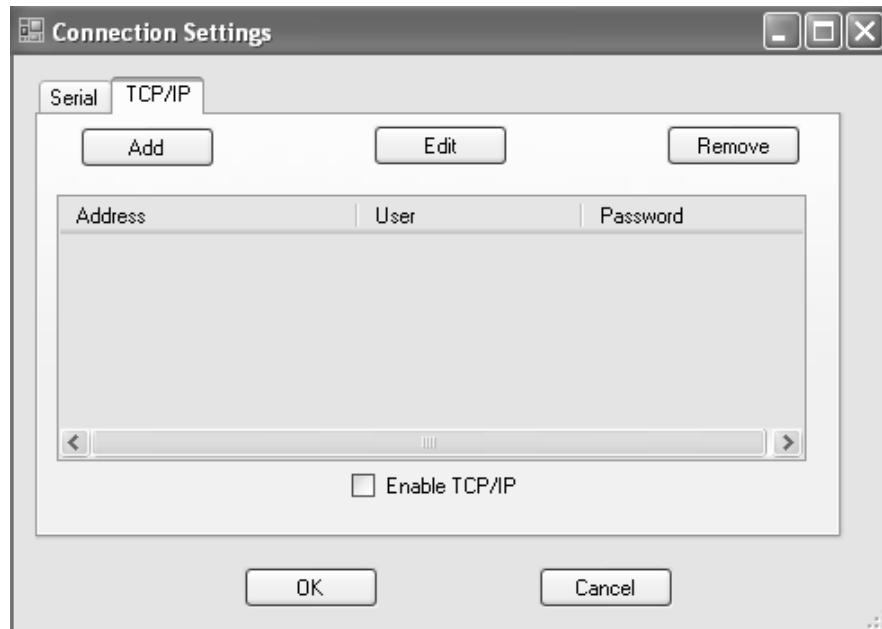 Connection Settings
Serial TCP/IP
Add Edit Remove
Address User Password
Enable TCP/IP
OK Cancel